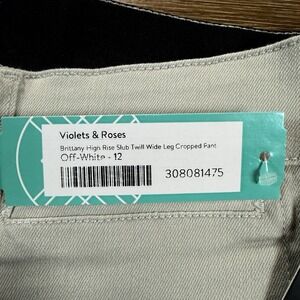 Violets & Roses
Brittany High Rise Slub Twill Wide Leg Cropped Pant
Off-White - 12
308081475